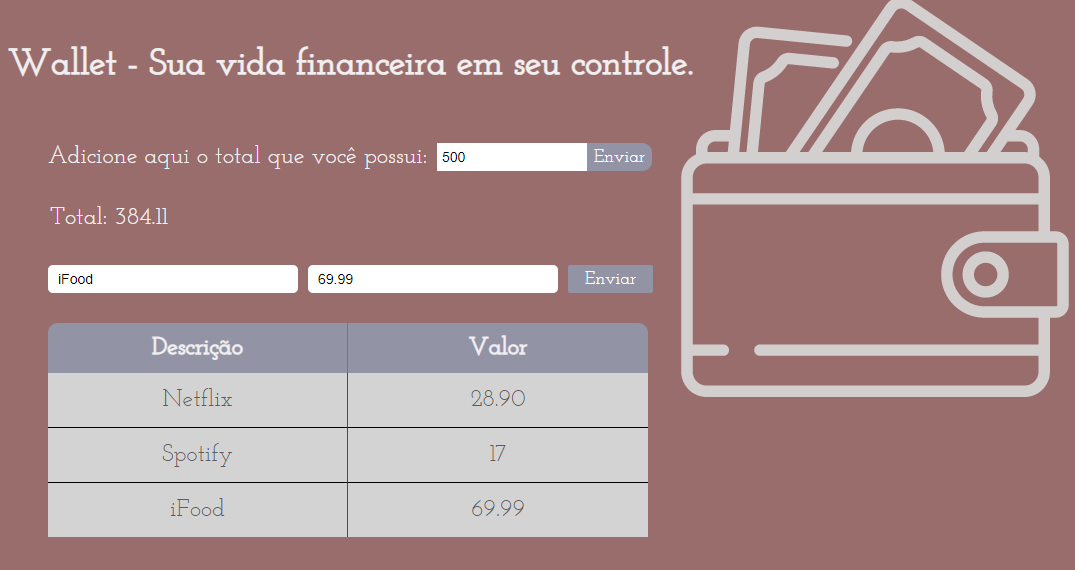 Wallet - Sua vida financeira em seu controle.
Adicione aqui o total que você possui: 500 Enviar
Total: 384.11
iFood 69.99 Enviar
Descrição Valor
Netflix 28.90
Spotify 17
iFood 69.99